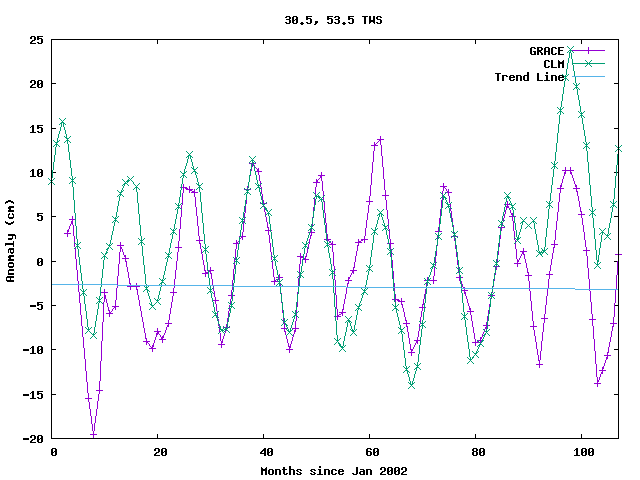 30.5, 53.5 TWS
GRACE
CLM
Trend Line
Anomaly (cm)
25
20
15
10
5
0
-5
-10
-15
-20
0 20 40 60 80 100
Months since Jan 2002